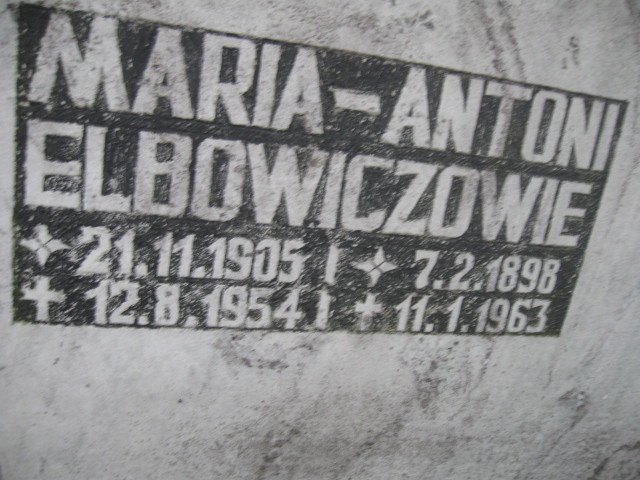 MARIA-ANTONI
ELBOWICZOWIE
✧ 21.11.1905 | ✧ 7.2.1898
✝ 12.8.1954 | ✝ 11.1.1963